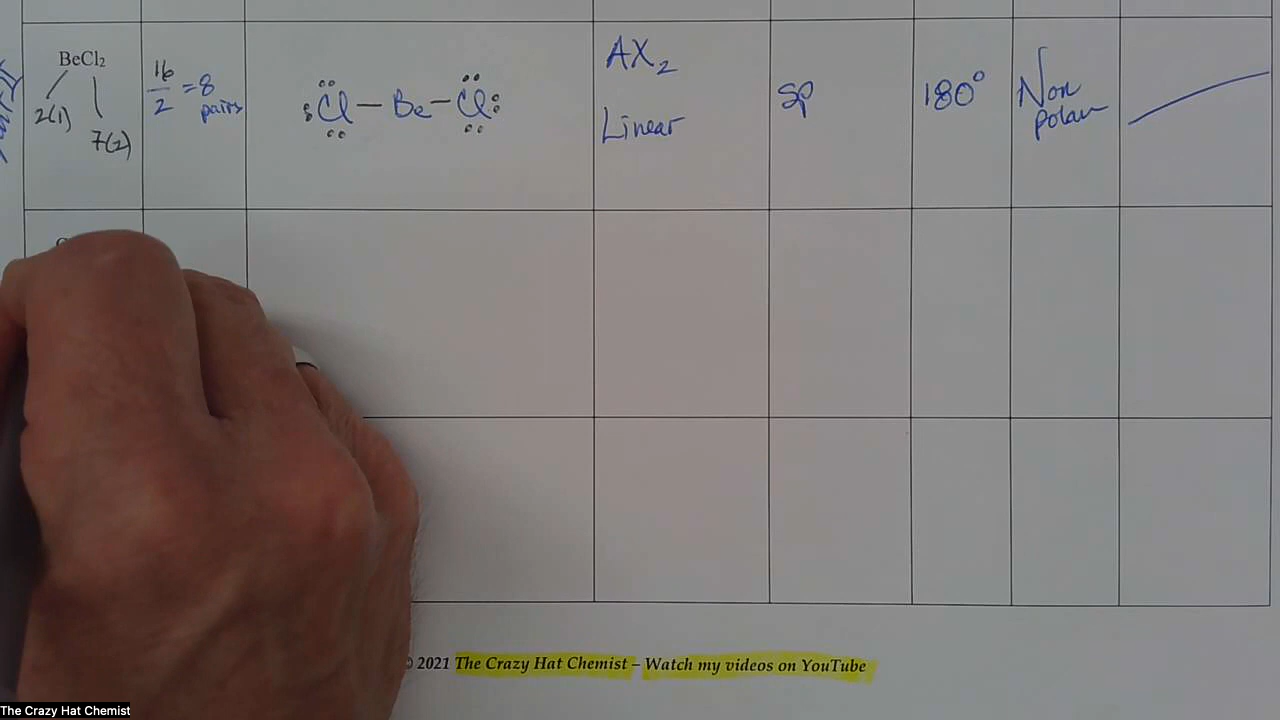 BeCl₂
2(1)
7(2)
16
2
= 8
pairs
Cl — Be — Cl
AX₂
Linear
sp
180°
Non
polar
© 2021 The Crazy Hat Chemist – Watch my videos on YouTube
The Crazy Hat Chemist